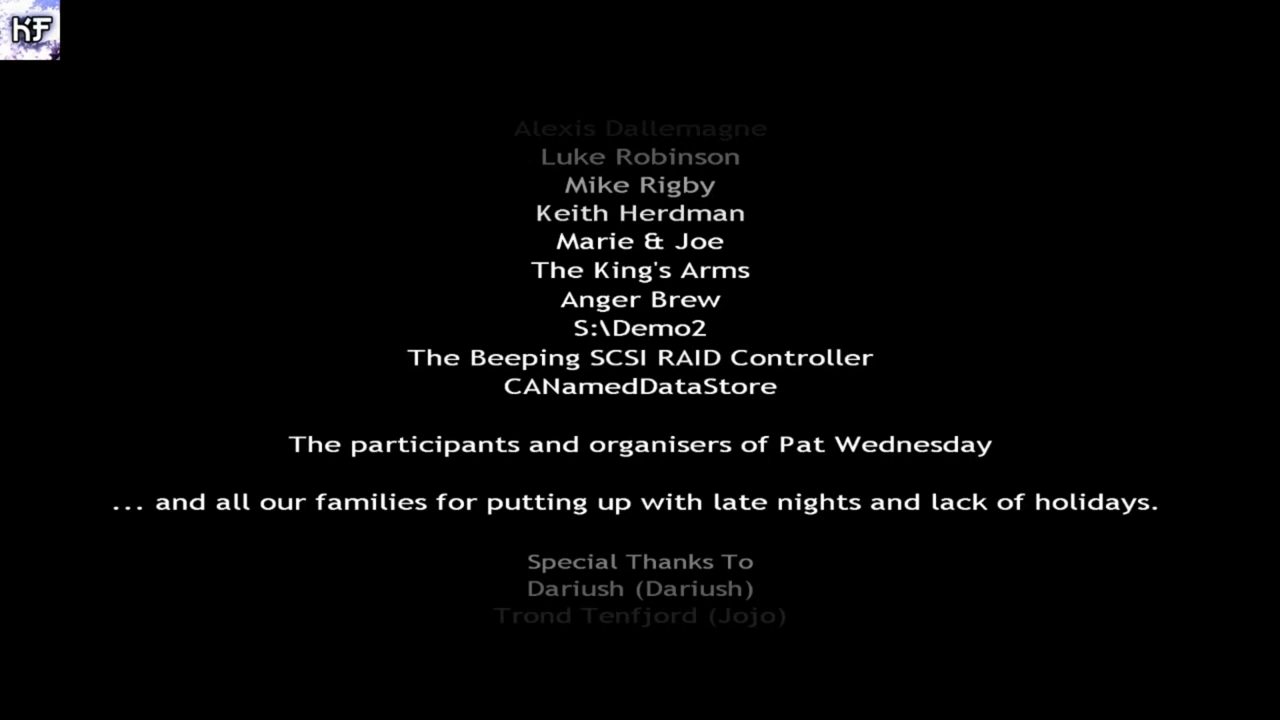 KF
Alexis Dallemagne
Luke Robinson
Mike Rigby
Keith Herdman
Marie & Joe
The King's Arms
Anger Brew
S:\Demo2
The Beeping SCSI RAID Controller
CANamedDataStore
The participants and organisers of Pat Wednesday
... and all our families for putting up with late nights and lack of holidays.
Special Thanks To
Dariush (Dariush)
Trond Tenfjord (Jojo)